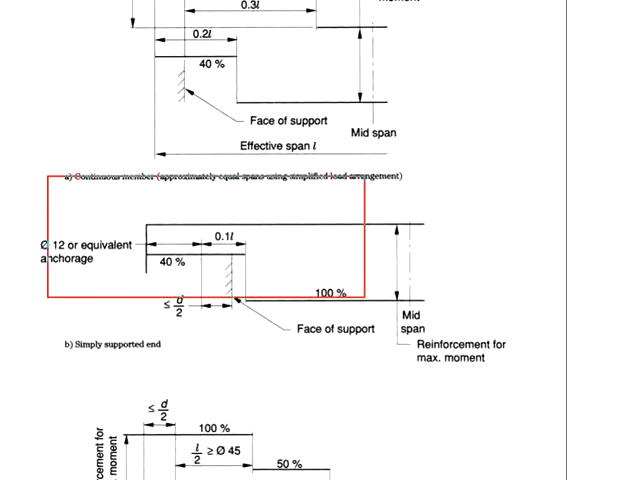 0.3l
moment
0.2l
40 %
Face of support
Mid span
Effective span l
a) Continuous member (approximately equal spans using simplified load arrangement)
0.1l
Ø 12 or equivalent
anchorage
40 %
100 %
≤ d/2
Face of support
Mid
span
Reinforcement for
max. moment
b) Simply supported end
≤ d/2
100 %
l/2 ≥ Ø 45
50 %
cement for
moment